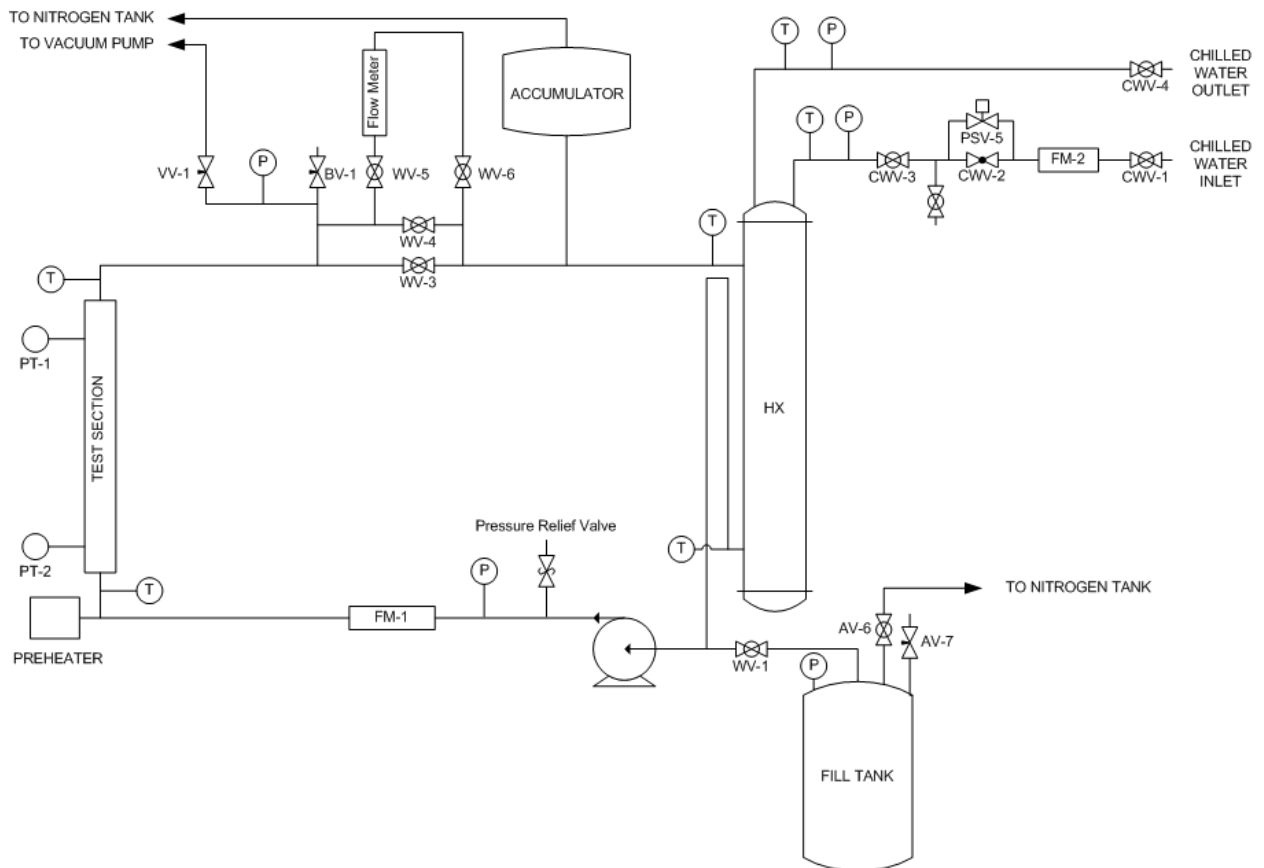 TO NITROGEN TANK
TO VACUUM PUMP
Flow Meter
ACCUMULATOR
T
P
CWV-4
CHILLED
WATER
OUTLET
T
P
PSV-5
CWV-3
CWV-2
FM-2
CWV-1
CHILLED
WATER
INLET
VV-1
P
BV-1
WV-5
WV-6
WV-4
WV-3
T
T
PT-1
TEST SECTION
HX
PT-2
T
Pressure Relief Valve
P
T
FM-1
PREHEATER
WV-1
P
AV-6
AV-7
TO NITROGEN TANK
FILL TANK